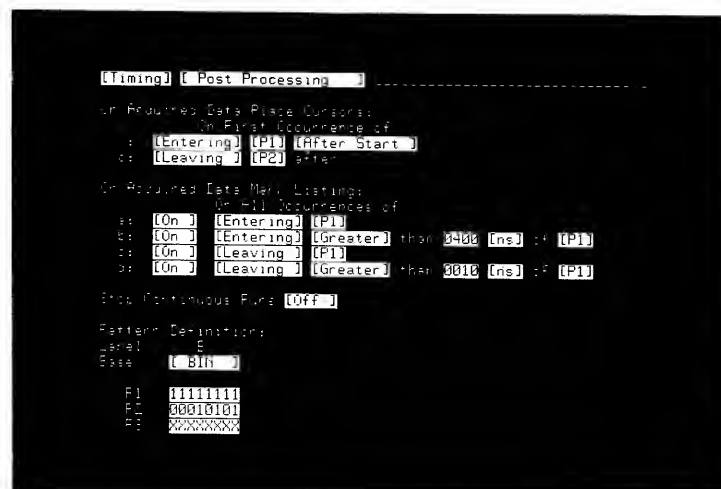 [Timing] [ Post Processing ]
On Acquired Data Place Cursors:
On First Occurrence of
[Entering] [P1] [After Start ]
[Leaving ] [P2] after
On Acquired Data Mark Listing:
On All Occurrences of
a: [On ] [Entering] [P1]
b: [On ] [Entering] [Greater] than 0400 [ns] of [P1]
[On ] [Leaving ] [P1]
[On ] [Leaving ] [Greater] than 0010 [ns] of [P1]
Stop Continuous Runs [Off ]
Pattern Definition:
Label
Base [ BIN ]
P1 11111111
P2 00010101
P3 XXXXXXXX